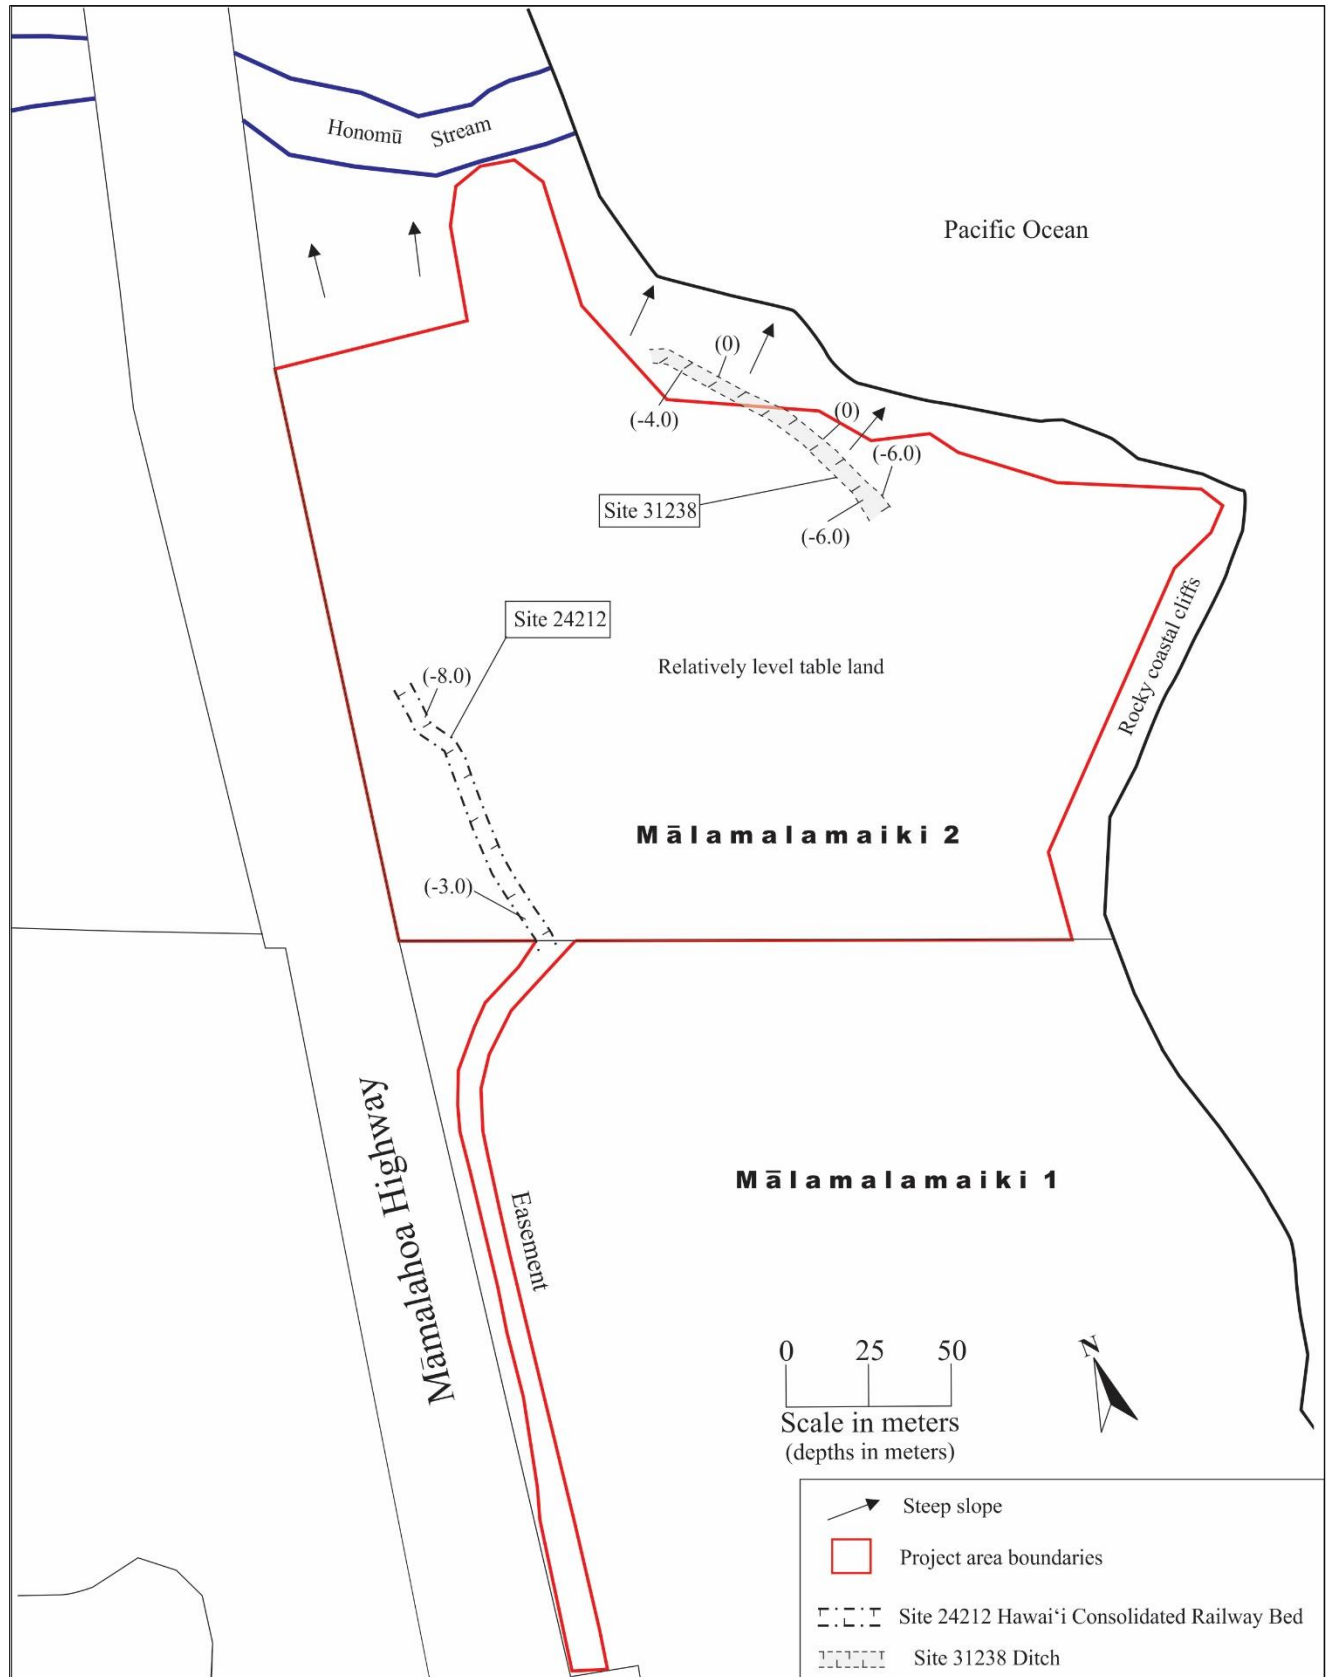 Honomū Stream
Pacific Ocean
(0)
(-4.0)
(0)
(-6.0)
Site 31238
(-6.0)
Site 24212
Relatively level table land
Rocky coastal cliffs
(-8.0)
Mālamalamaiki 2
(-3.0)
Māmalahoa Highway
Easement
Mālamalamaiki 1
0 25 50
Scale in meters
(depths in meters)
N
Steep slope
Project area boundaries
Site 24212 Hawaiʻi Consolidated Railway Bed
Site 31238 Ditch